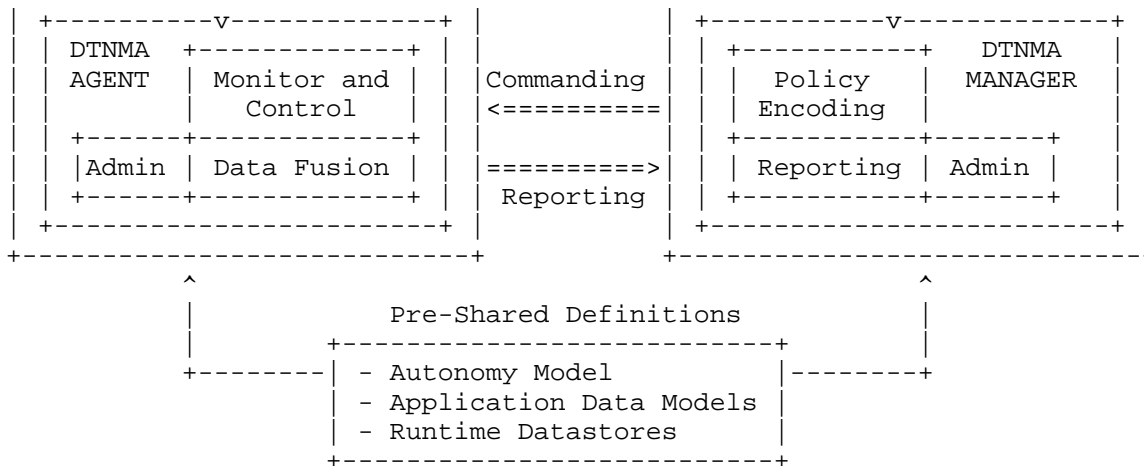 DTNMA DTNMA
AGENT Monitor and Commanding Policy MANAGER
Control <========== Encoding
Admin Data Fusion ==========> Reporting Admin
Reporting
Pre-Shared Definitions
- Autonomy Model
- Application Data Models
- Runtime Datastores